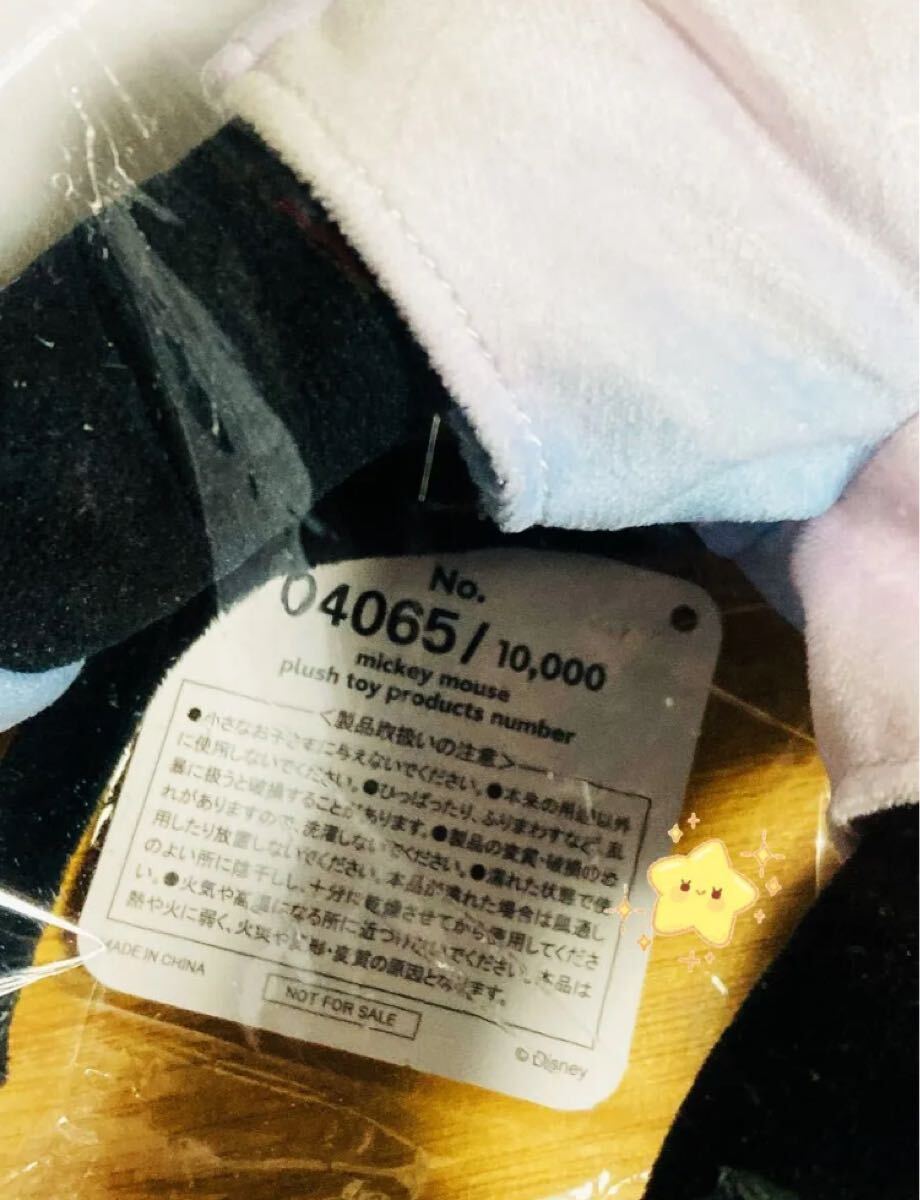 No.
04065/10,000
mickey mouse
plush toy products number
<製品取扱いの注意>
●小さなお子さまに与えないでください。●本来の用途以外
に使用しないでください。●ひっぱったり、ふりまわすなど、乱
暴に扱うと破損することがあります。●製品の変質・破損の恐
れがありますので、洗濯しないでください。●濡れた状態で使
用したり放置しないでください。本品が濡れた場合は風通し
のよい所に陰干しし、十分に乾燥させてから使用してくださ
い。●火気や高温になる所に近づけないでください。本品は
熱や火に弱く、火災や変形・変質の原因となります。
MADE IN CHINA
NOT FOR SALE
© Disney